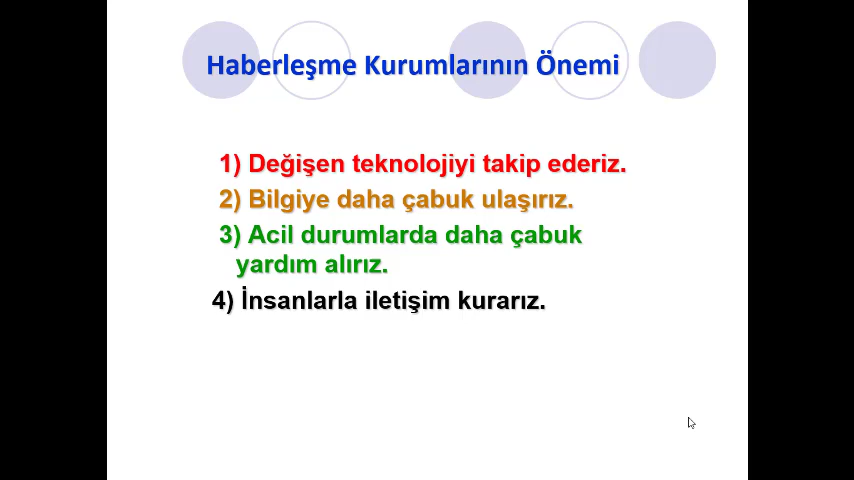 Haberleşme Kurumlarının Önemi
1) Değişen teknolojiyi takip ederiz.
2) Bilgiye daha çabuk ulaşırız.
3) Acil durumlarda daha çabuk
yardım alırız.
4) İnsanlarla iletişim kurarız.